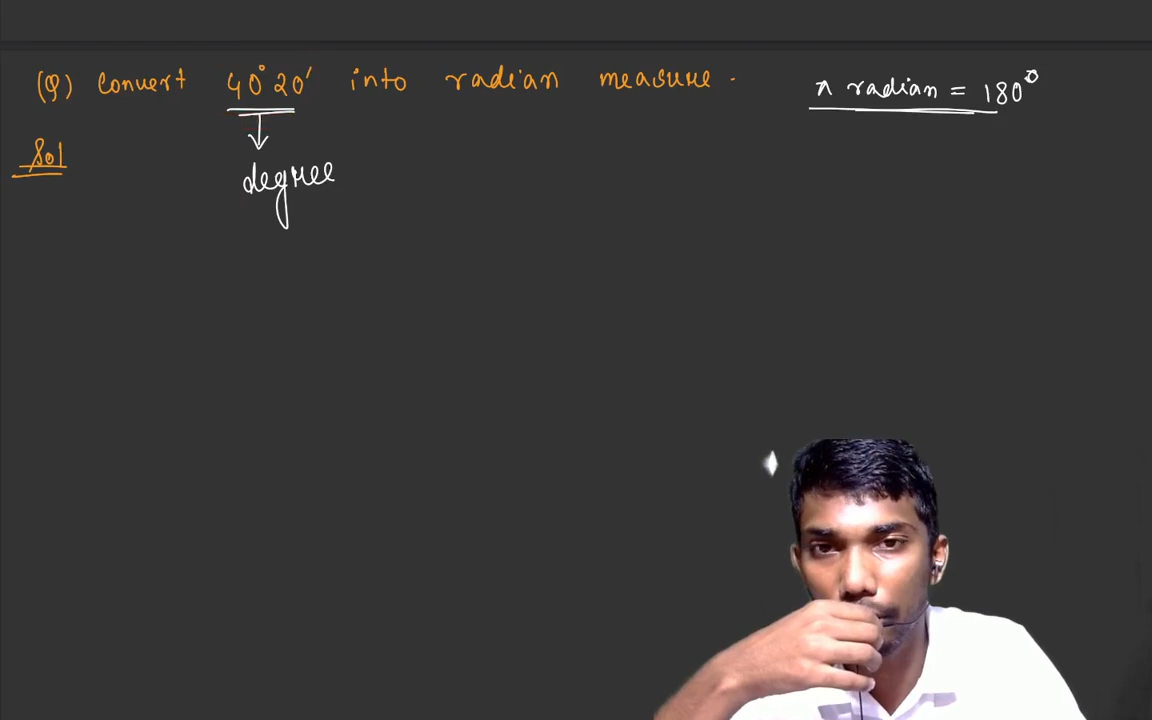 (Q) Convert 40° 20′ into radian measure.
π radian = 180°
Sol
degree